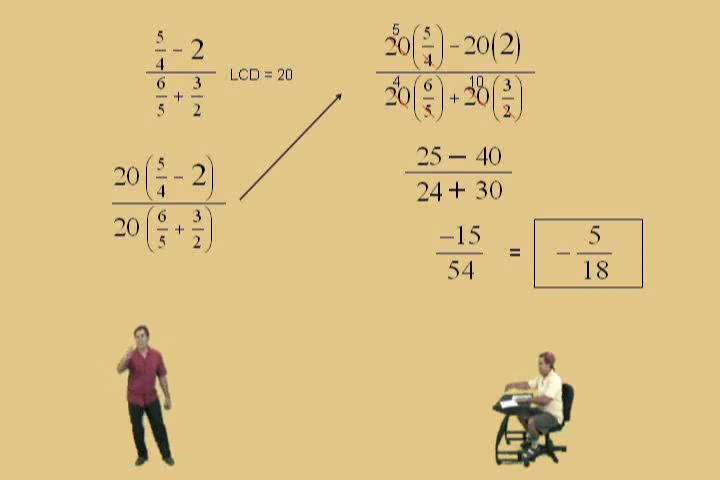 5/4 - 2
6/5 + 3/2
LCD = 20
20(5/4 - 2)
20(6/5 + 3/2)
5
20(5/4) - 20(2)
4 10
20(6/5) + 20(3/2)
25 - 40
24 + 30
-15
54
= - 5/18